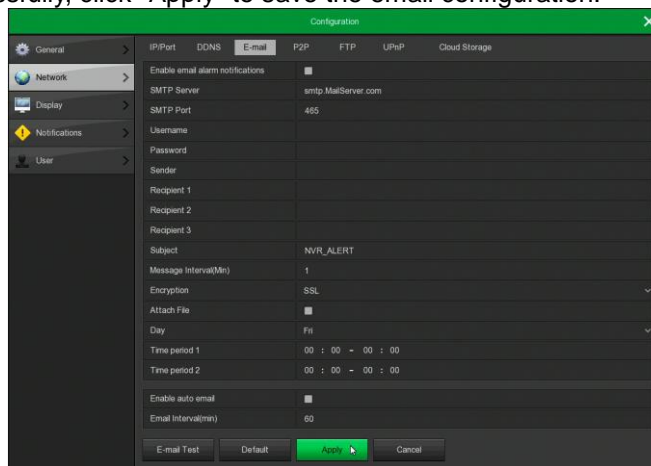 click "Apply" to save the email configuration.
Configuration
General
Network
Display
Notifications
User
IP/Port DDNS E-mail P2P FTP UPnP Cloud Storage
Enable email alarm notifications
SMTP Server smtp.MailServer.com
SMTP Port 465
Username
Password
Sender
Recipient 1
Recipient 2
Recipient 3
Subject NVR_ALERT
Message Interval(Min) 1
Encryption SSL
Attach File
Day Fri
Time period 1 00 : 00 - 00 : 00
Time period 2 00 : 00 - 00 : 00
Enable auto email
Email Interval(min) 60
E-mail Test Default Apply Cancel